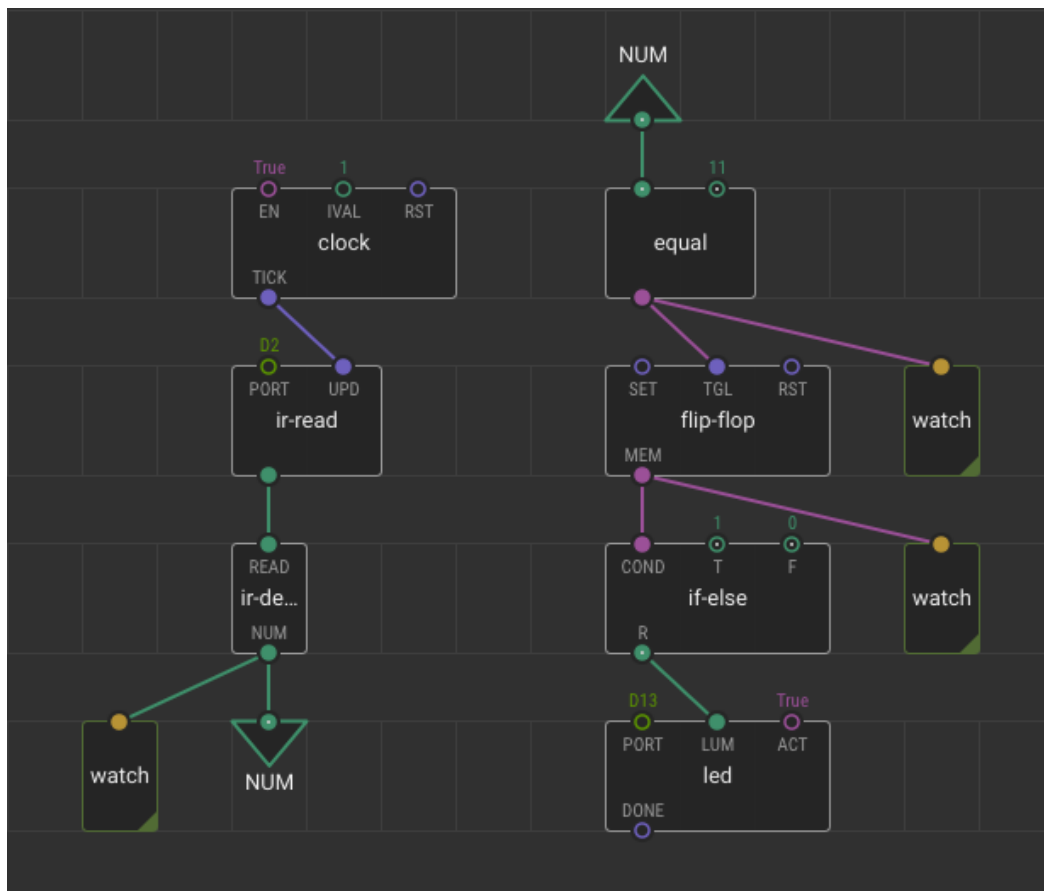 NUM
True 1
EN IVAL RST
clock
TICK
11
equal
D2
PORT UPD
ir-read
SET TGL RST
flip-flop
MEM
watch
READ
ir-de...
NUM
1 0
COND T F
if-else
R
watch
watch
NUM
D13 True
PORT LUM ACT
led
DONE